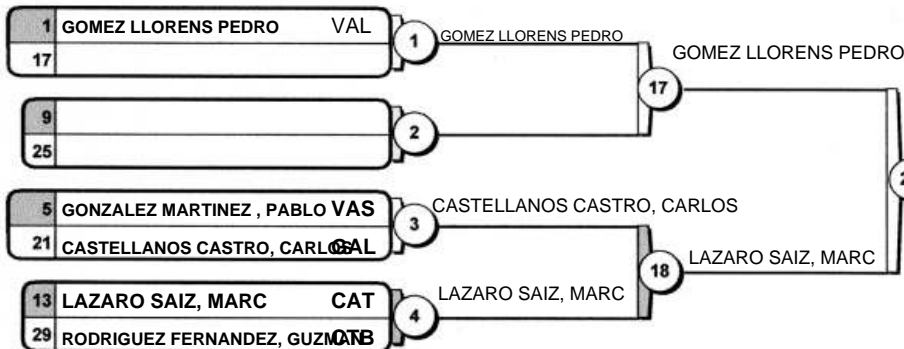 1 GOMEZ LLORENS PEDRO VAL
17
1
GOMEZ LLORENS PEDRO
17
GOMEZ LLORENS PEDRO
9
25
2
5 GONZALEZ MARTINEZ , PABLO VAS
21 CASTELLANOS CASTRO, CARLOS GAL
3
CASTELLANOS CASTRO, CARLOS
18
LAZARO SAIZ, MARC
13 LAZARO SAIZ, MARC CAT
29 RODRIGUEZ FERNANDEZ, GUZMAN CTB
4
LAZARO SAIZ, MARC